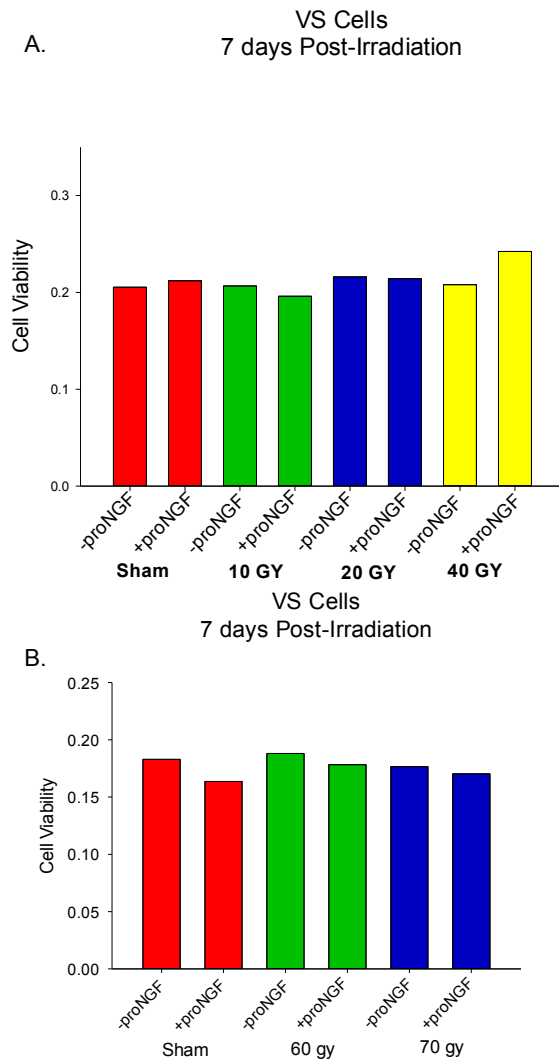 VS Cells
7 days Post-Irradiation
A.
Cell Viability
0.3
0.2
0.1
0.0
-proNGF +proNGF -proNGF +proNGF -proNGF +proNGF -proNGF +proNGF
Sham 10 GY 20 GY 40 GY
VS Cells
7 days Post-Irradiation
B.
Cell Viability
0.25
0.20
0.15
0.10
0.05
0.00
-proNGF +proNGF -proNGF +proNGF -proNGF +proNGF
Sham 60 gy 70 gy